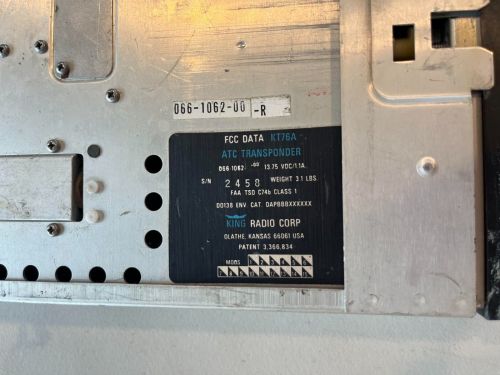 066-1062-00 -R
FCC DATA KT76A
ATC TRANSPONDER
066-1062- -00 13.75 VDC/1.1A
S/N 2458 WEIGHT 3.1 LBS.
FAA TSO C74b CLASS 1
DO138 ENV. CAT. DAPBBBXXXXXX
KING RADIO CORP
OLATHE, KANSAS 66061 USA
PATENT 3,366,834
MODS